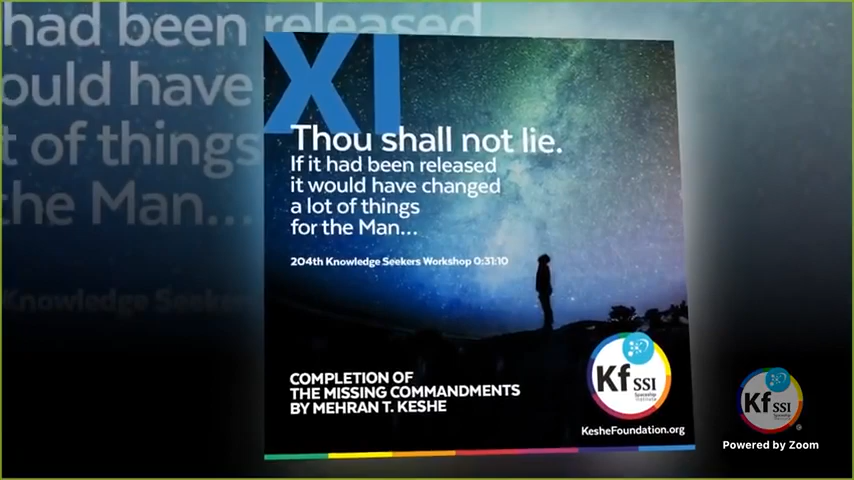 had been released
ould have
t of things
the Man...
Knowledge Seekers
XI
Thou shall not lie.
If it had been released
it would have changed
a lot of things
for the Man...
204th Knowledge Seekers Workshop 0:31:10
COMPLETION OF
THE MISSING COMMANDMENTS
BY MEHRAN T. KESHE
Kf SSI
Spaceship
Institute
KesheFoundation.org
Kf SSI
Powered by Zoom